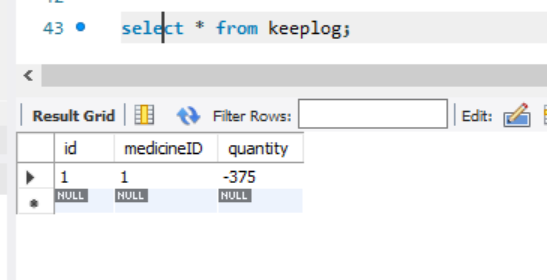 43 select * from keeplog;
Result Grid Filter Rows: Edit:
id medicineID quantity
1 1 -375
NULL NULL NULL